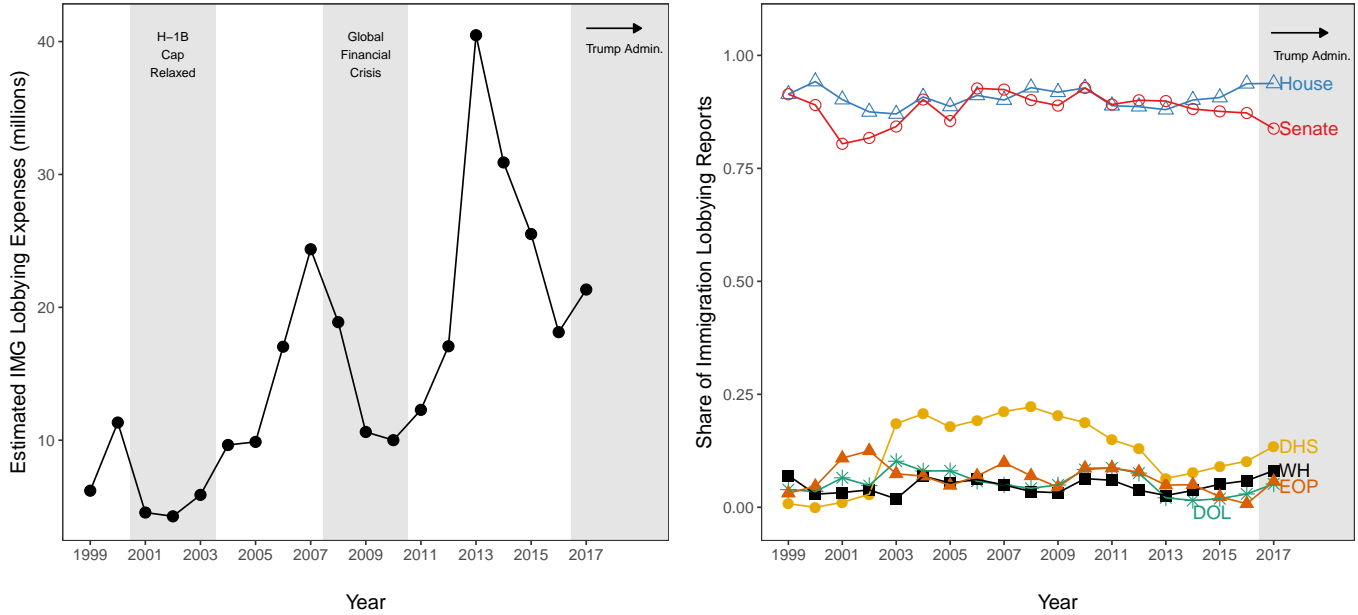 Estimated IMG Lobbying Expenses (millions)
40
30
20
10
H−1B
Cap
Relaxed
Global
Financial
Crisis
Trump Admin.
1999
2001
2003
2005
2007
2009
2011
2013
2015
2017
Year
Share of Immigration Lobbying Reports
1.00
0.75
0.50
0.25
0.00
Trump Admin.
House
Senate
DHS
WH
EOP
DOL
1999
2001
2003
2005
2007
2009
2011
2013
2015
2017
Year